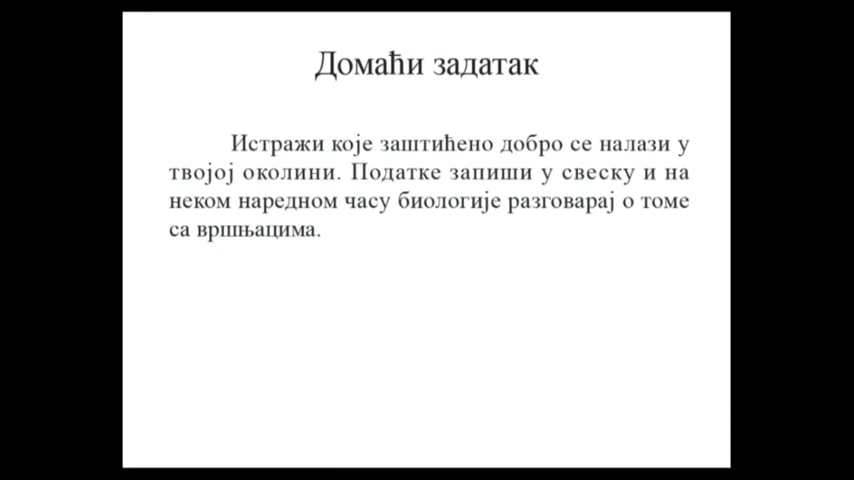 Домаћи задатак
Истражи које заштићено добро се налази у
твојој околини. Податке запиши у свеску и на
неком наредном часу биологије разговарај о томе
са вршњацима.